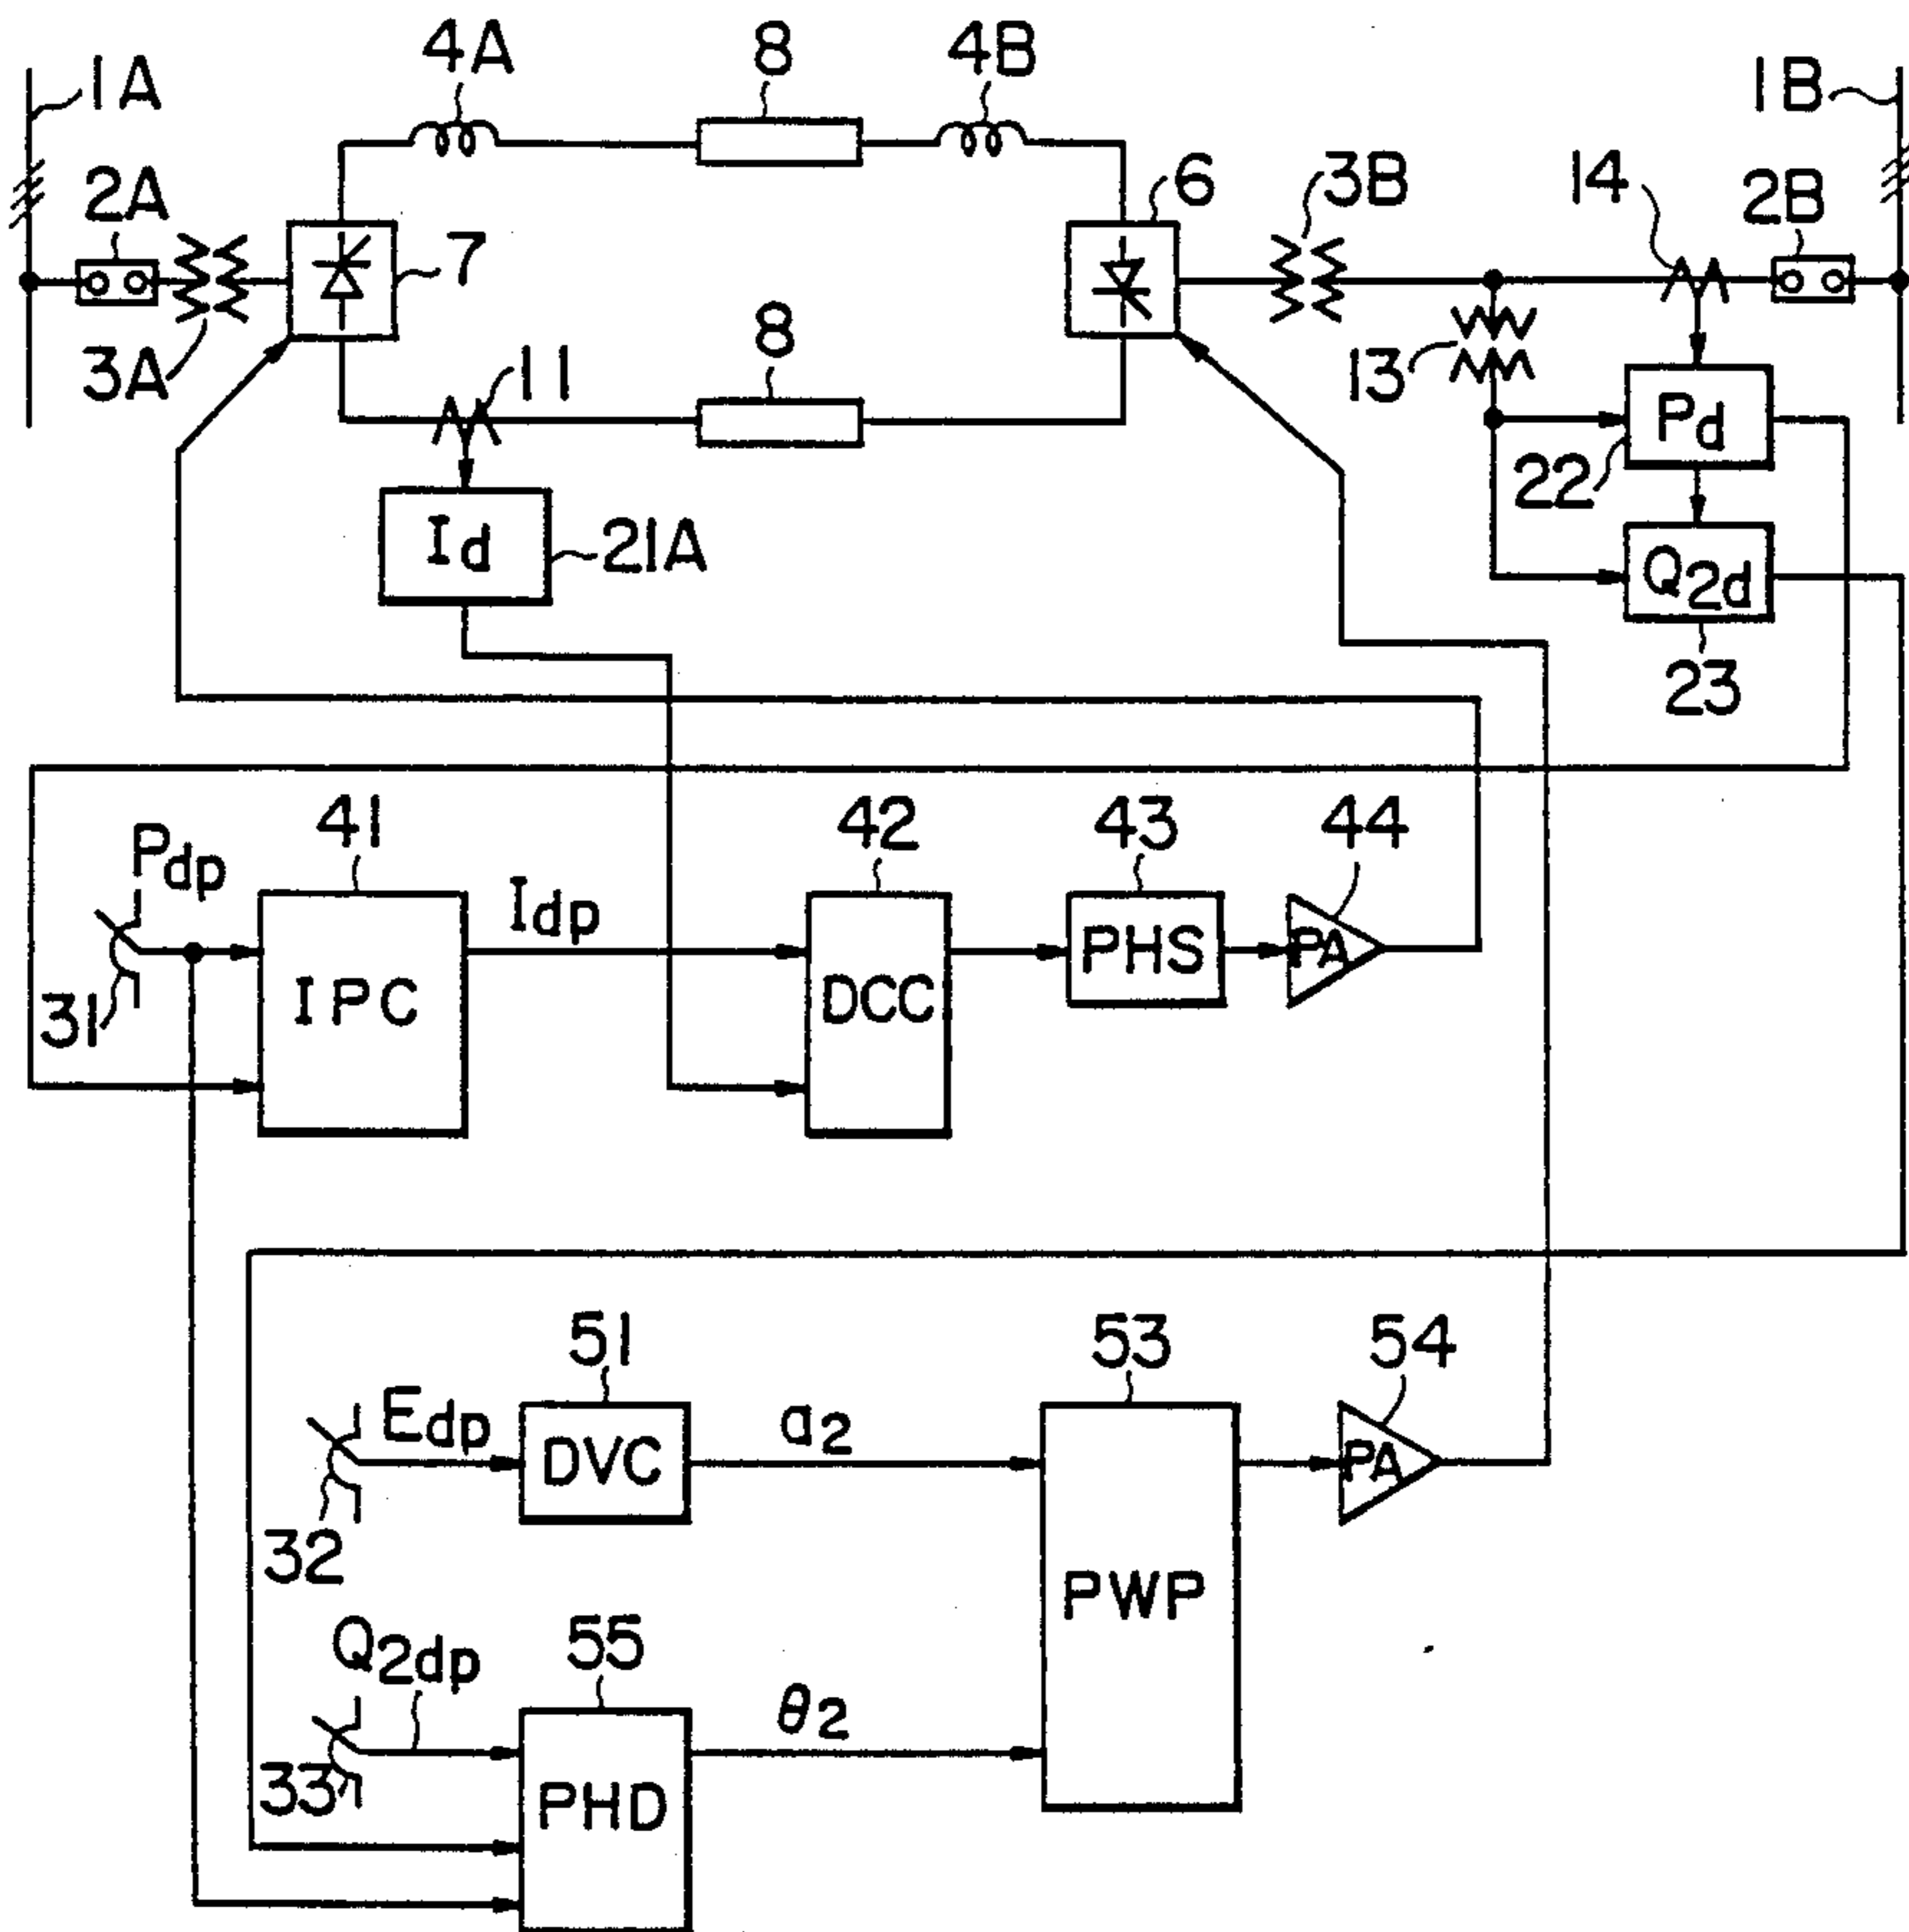 4A 8 4B
1A 1B
2A 7 6 3B 14 2B
3A 11 8 13 Pd
22
Id 21A Q2d
23
41 42 43 44
Pdp
Idp
PHS PA
31 IPC DCC
51 53 54
Edp DVC a2 PA
32
PWP
Q2dp 55
θ2
33 PHD